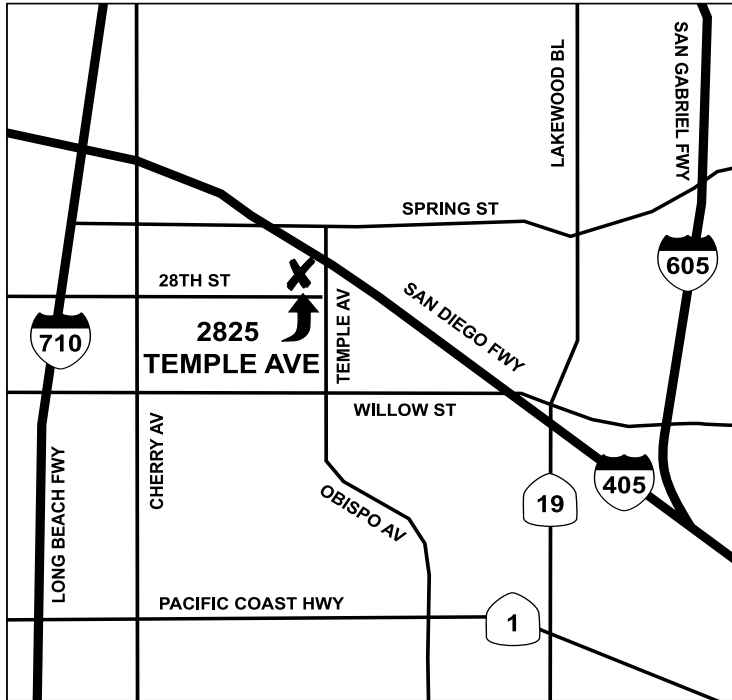 LAKEWOOD BL
SAN GABRIEL FWY
SPRING ST
605
28TH ST
SAN DIEGO FWY
2825
TEMPLE AVE
TEMPLE AV
710
WILLOW ST
CHERRY AV
LONG BEACH FWY
405
19
OBISPO AV
PACIFIC COAST HWY
1